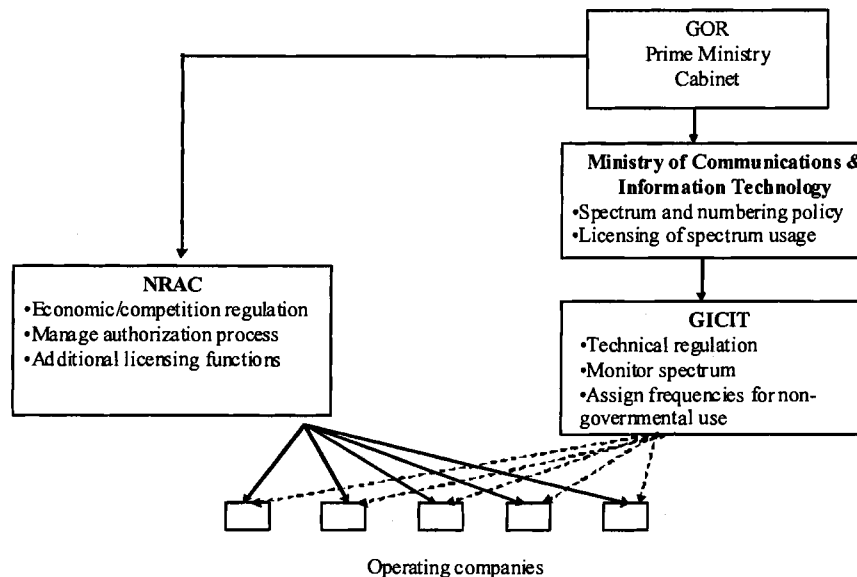 GOR
Prime Ministry
Cabinet
Ministry of Communications &
Information Technology
•Spectrum and numbering policy
•Licensing of spectrum usage
NRAC
•Economic/competition regulation
•Manage authorization process
•Additional licensing functions
GICIT
•Technical regulation
•Monitor spectrum
•Assign frequencies for non-
governmental use
Operating companies